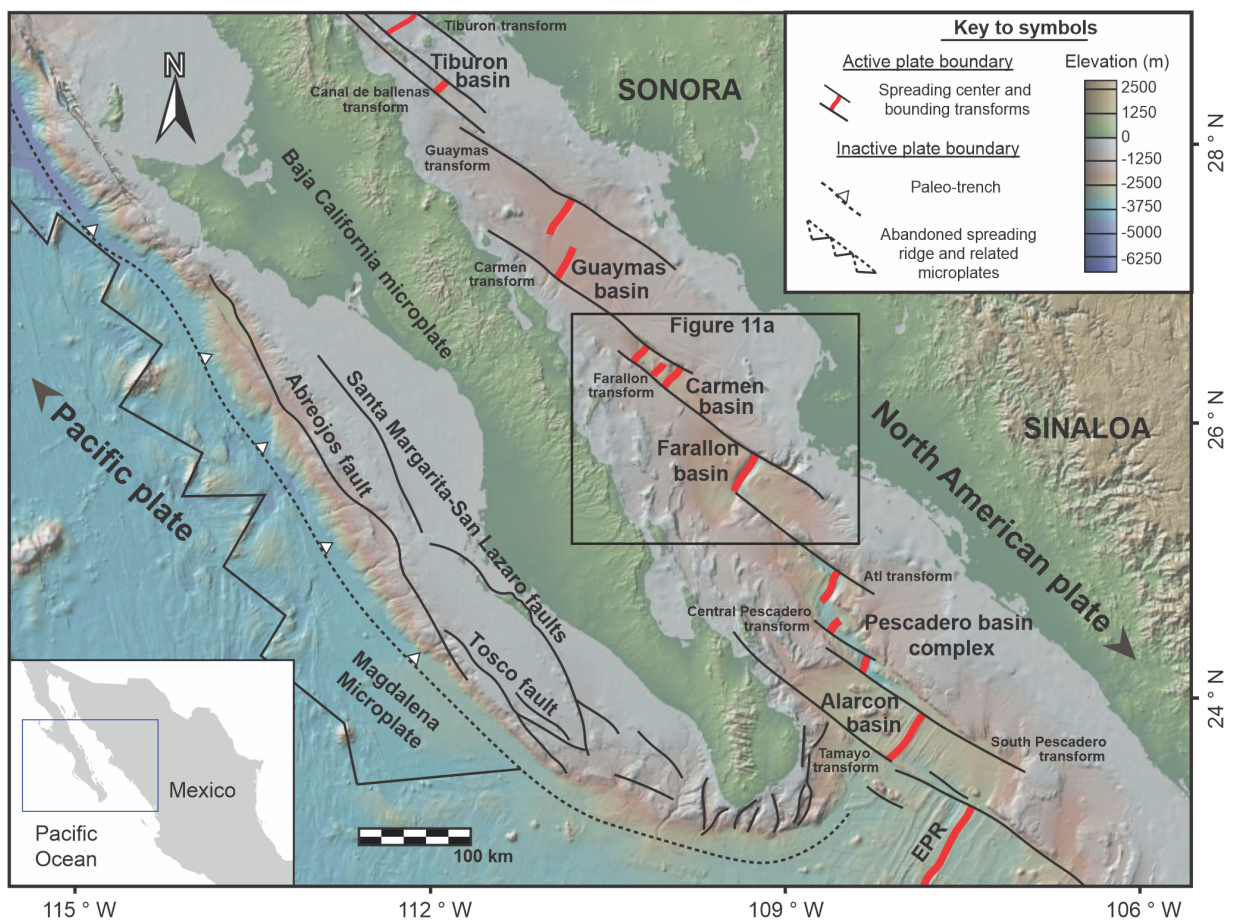 Tiburon transform
Tiburon
basin
Canal de ballenas
transform
SONORA
N
Guaymas
transform
Baja California microplate
Carmen
transform
Guaymas
basin
Figure 11a
Farallon
transform
Carmen
basin
Farallon
basin
SINALOA
North American plate
Pacific plate
Abreojos fault
Santa Margarita-San Lazaro faults
Tosco fault
Magdalena
Microplate
Atl transform
Central Pescadero
transform
Pescadero basin
complex
Alarcon
basin
Tamayo
transform
South Pescadero
transform
EPR
100 km
Mexico
Pacific
Ocean
Key to symbols
Active plate boundary
Spreading center and
bounding transforms
Inactive plate boundary
Paleo-trench
Abandoned spreading
ridge and related
microplates
Elevation (m)
2500
1250
0
-1250
-2500
-3750
-5000
-6250
28 ° N
26 ° N
24 ° N
115 ° W
112 ° W
109 ° W
106 ° W